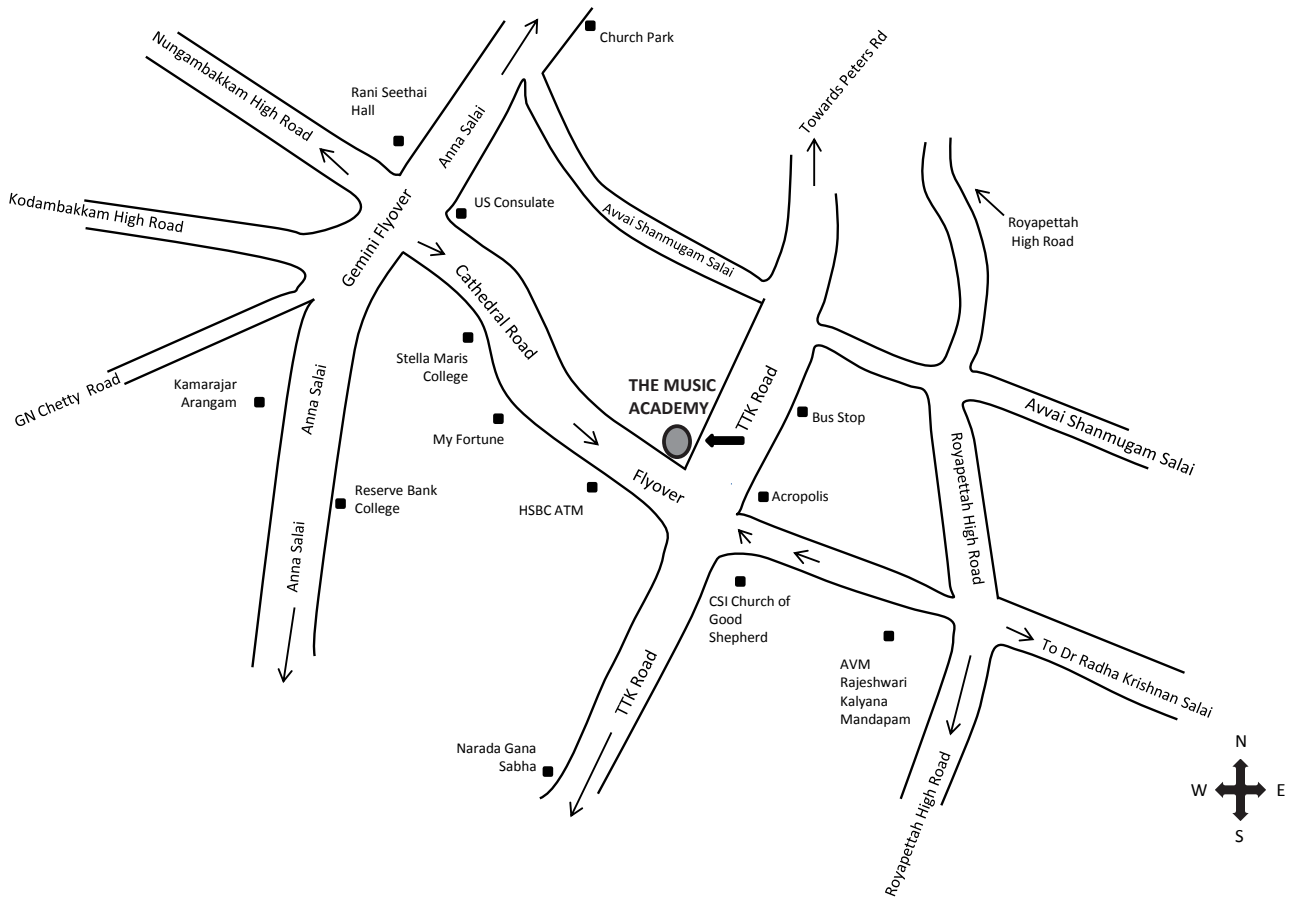 Church Park
Nungambakkam High Road
Rani Seethai
Hall
Anna Salai
Towards Peters Rd
Kodambakkam High Road
US Consulate
Gemini Flyover
Avvai Shanmugam Salai
Royapettah
High Road
Cathedral Road
Stella Maris
College
GN Chetty Road
Kamarajar
Arangam
Anna Salai
THE MUSIC
ACADEMY
TTK Road
Bus Stop
Avvai Shanmugam Salai
My Fortune
Flyover
Royapettah High Road
Reserve Bank
College
HSBC ATM
Acropolis
Anna Salai
CSI Church of
Good
Shepherd
To Dr Radha Krishnan Salai
AVM
Rajeshwari
Kalyana
Mandapam
TTK Road
Narada Gana
Sabha
Royapettah High Road
N
W E
S